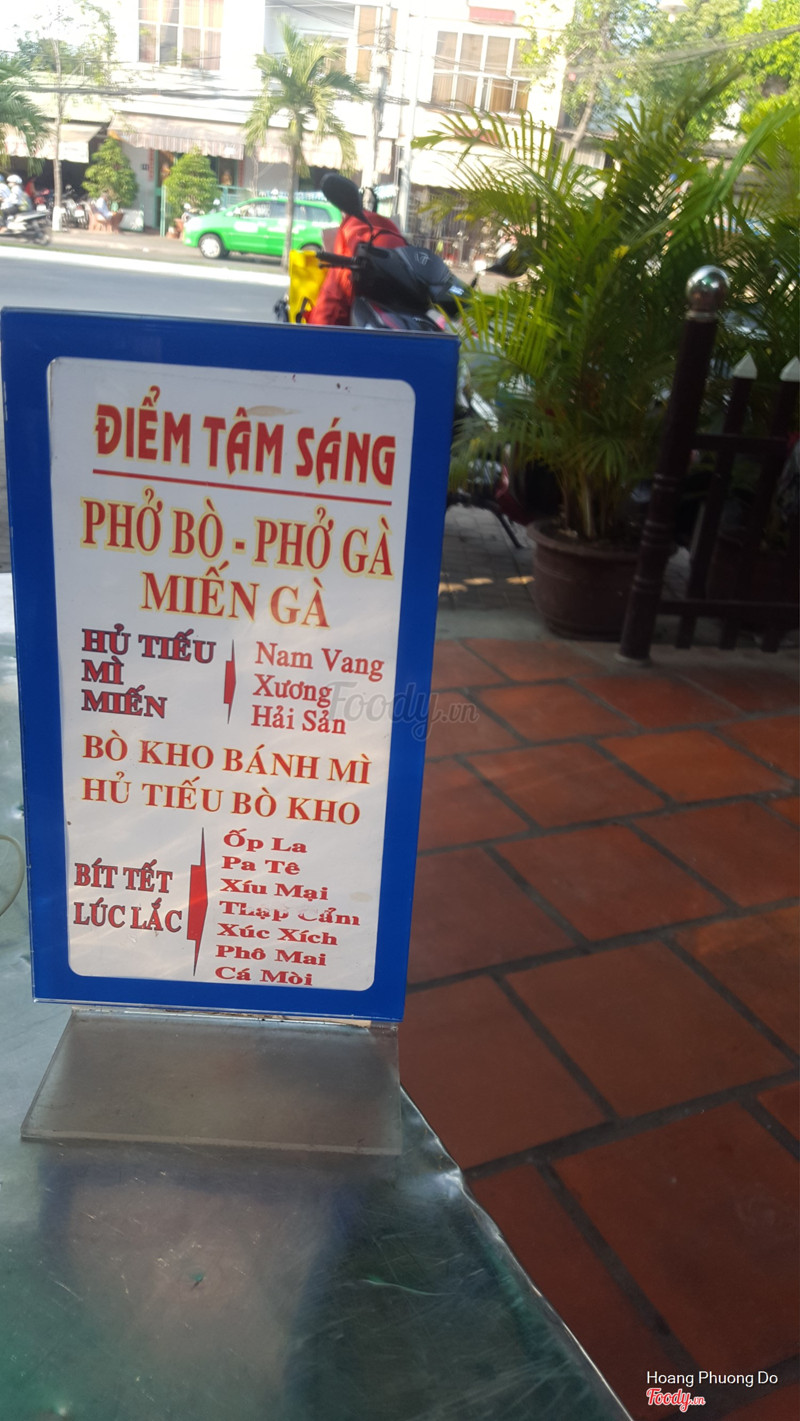 ĐIỂM TÂM SÁNG
PHỞ BÒ - PHỞ GÀ
MIẾN GÀ
HỦ TIẾU
MÌ
MIẾN
Nam Vang
Xương
Hải Sản
Foody.vn
BÒ KHO BÁNH MÌ
HỦ TIẾU BÒ KHO
BÍT TẾT
LÚC LẮC
Ốp La
Pa Tê
Xíu Mại
Thập Cẩm
Xúc Xích
Phô Mai
Cá Mòi
Hoang Phuong Do
Foody.vn